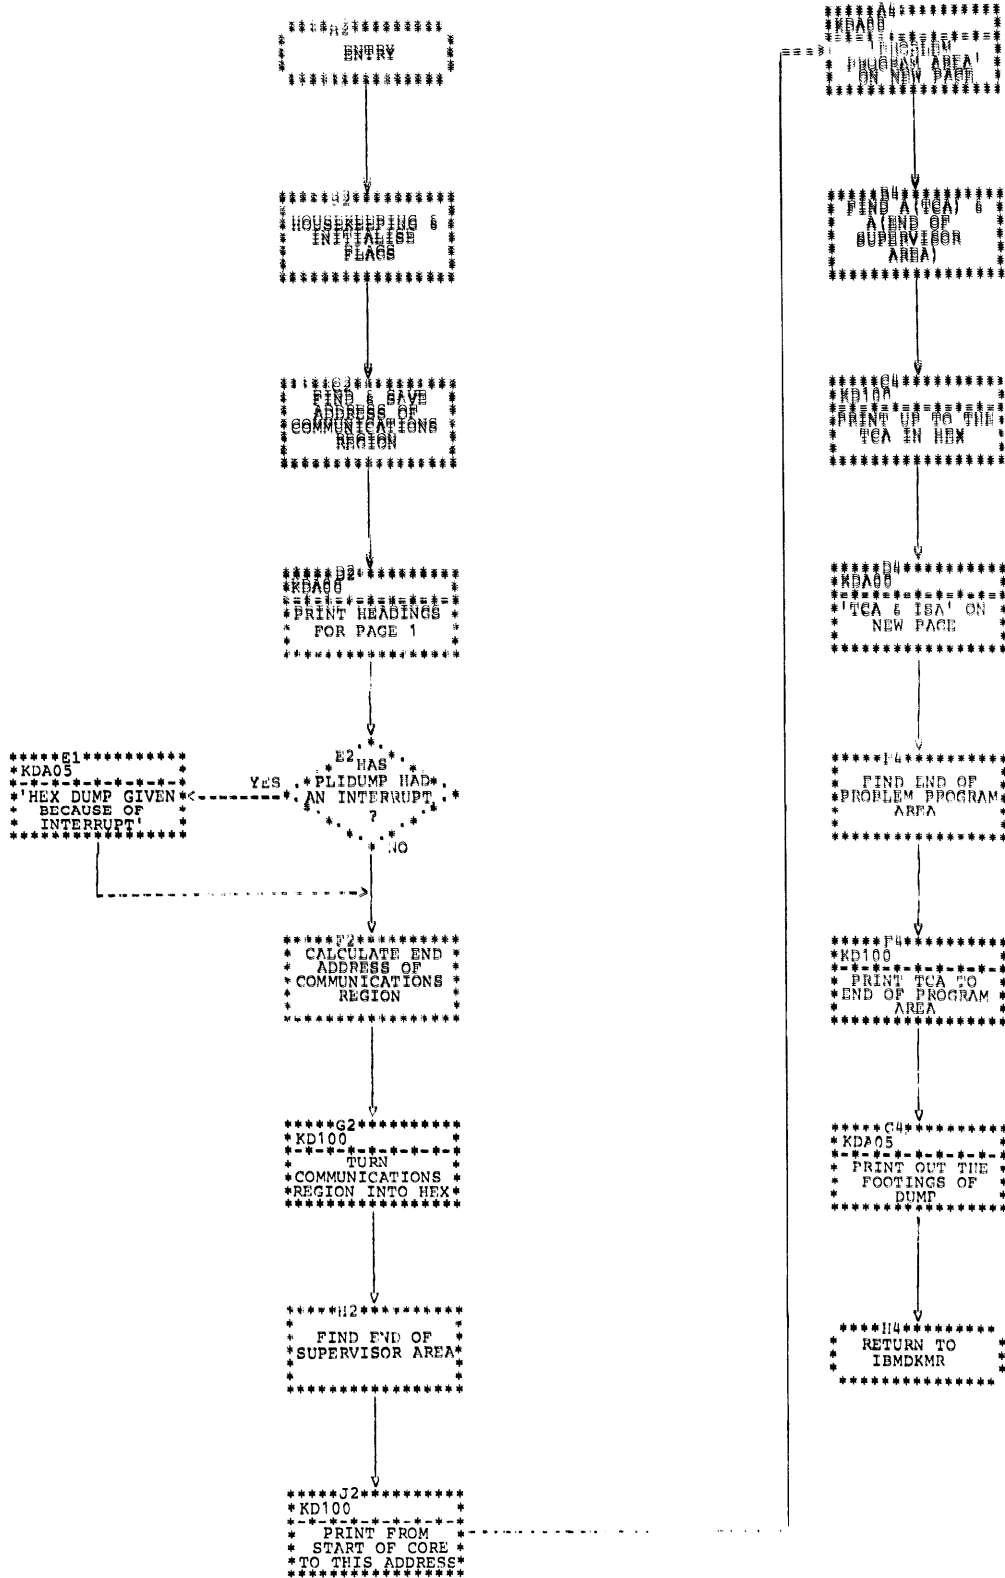 A2
ENTRY
B2
HOUSEKEEPING &
INITIALISE
FLAGS
C2
FIND & SAVE
ADDRESS OF
COMMUNICATIONS
REGION
D2
KDA00
PRINT HEADINGS
FOR PAGE 1
E1
KDA05
'HEX DUMP GIVEN
BECAUSE OF
INTERRUPT'
YES
E2
HAS
PLIDUMP HAD
AN INTERRUPT
?
NO
F2
CALCULATE END
ADDRESS OF
COMMUNICATIONS
REGION
G2
KD100
TURN
COMMUNICATIONS
REGION INTO HEX
H2
FIND END OF
SUPERVISOR AREA
J2
KD100
PRINT FROM
START OF CORE
TO THIS ADDRESS
A4
KDA00
'PROBLEM
PROGRAM AREA'
ON NEW PAGE
B4
FIND A(TCA) &
A(END OF
SUPERVISOR
AREA)
C4
KD100
PRINT UP TO THE
TCA IN HEX
D4
KDA00
'TCA & ISA' ON
NEW PAGE
E4
FIND END OF
PROBLEM PROGRAM
AREA
F4
KD100
PRINT TCA TO
END OF PROGRAM
AREA
G4
KDA05
PRINT OUT THE
FOOTINGS OF
DUMP
H4
RETURN TO
IBMDKMR